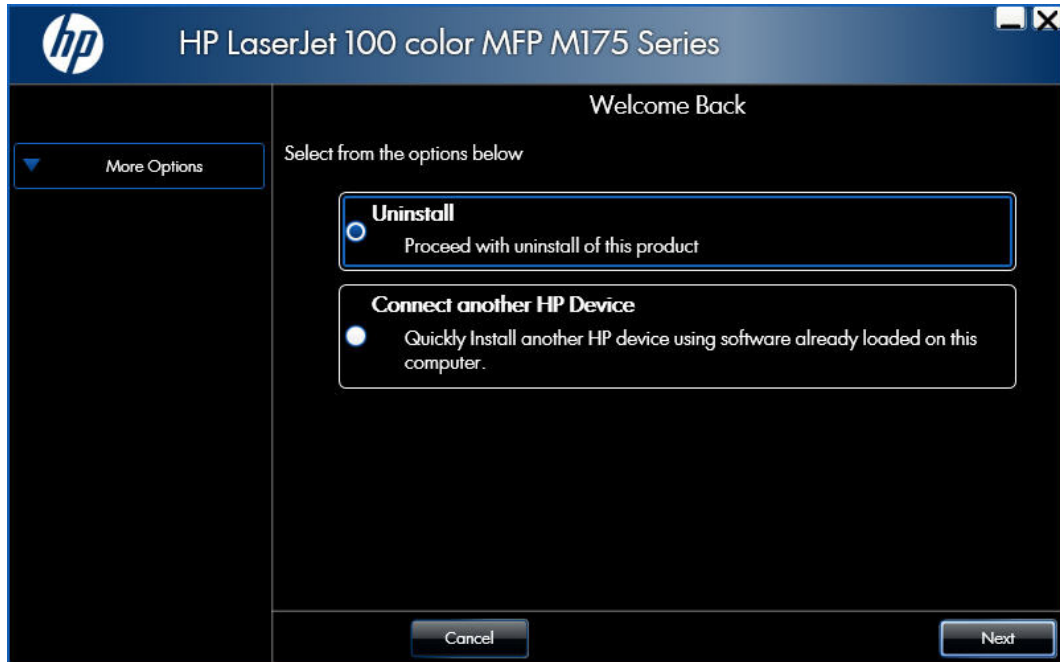 hp
HP LaserJet 100 color MFP M175 Series
Welcome Back
More Options
Select from the options below
Uninstall
Proceed with uninstall of this product
Connect another HP Device
Quickly Install another HP device using software already loaded on this
computer.
Cancel
Next